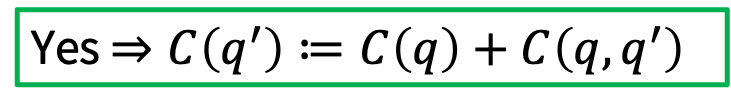 Yes ⇒ C(q′) ≔ C(q) + C(q, q′)